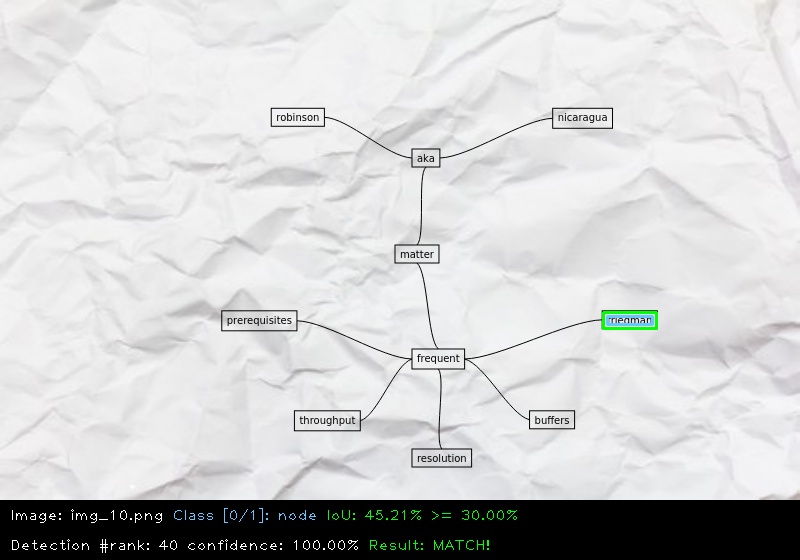 robinson
nicaragua
aka
matter
prerequisites
frequent
throughput
buffers
resolution
Image: img_10.png Class [0/1]: node IoU: 45.21% >= 30.00%
Detection #rank: 40 confidence: 100.00% Result: MATCH!